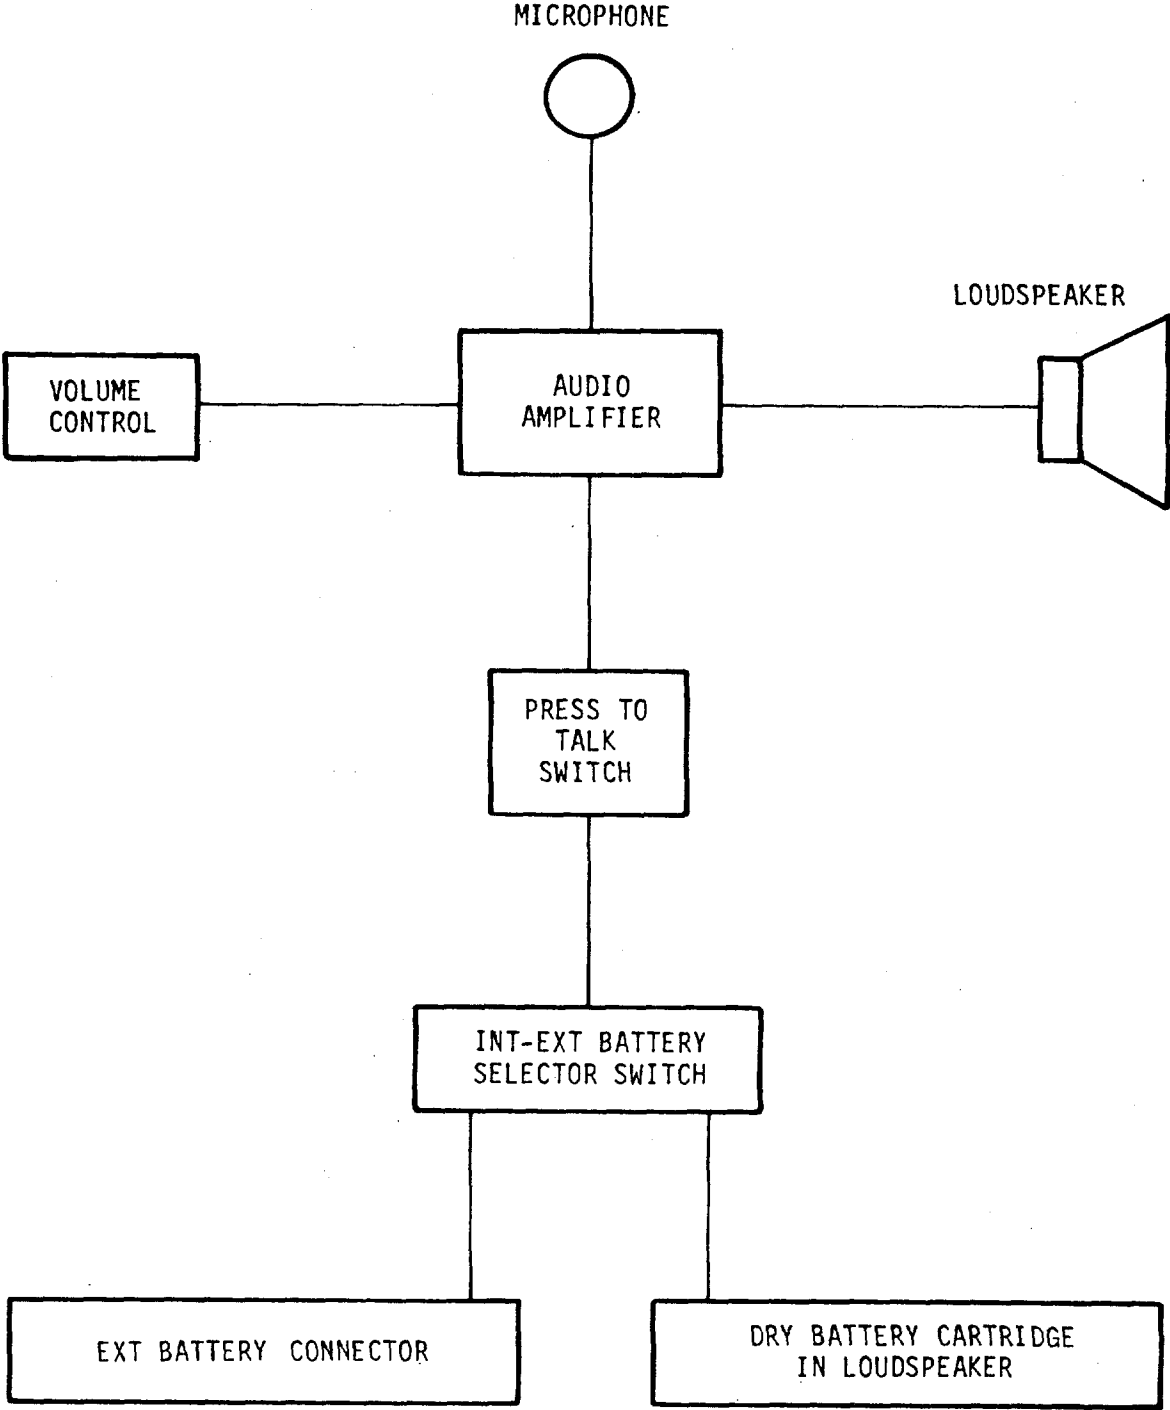 MICROPHONE
LOUDSPEAKER
VOLUME
CONTROL
AUDIO
AMPLIFIER
PRESS TO
TALK
SWITCH
INT-EXT BATTERY
SELECTOR SWITCH
EXT BATTERY CONNECTOR
DRY BATTERY CARTRIDGE
IN LOUDSPEAKER